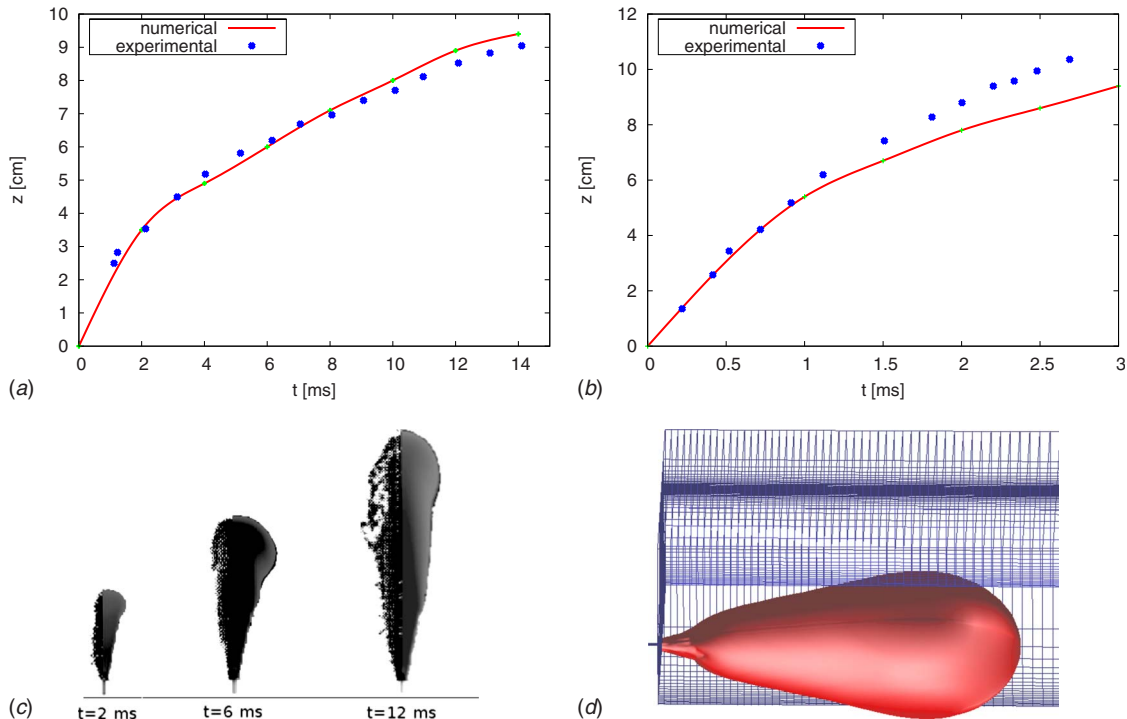 numerical
experimental
10
9
8
7
6
5
4
3
2
1
0
z [cm]
0 2 4 6 8 10 12 14
t [ms]
(a)
numerical
experimental
12
10
8
6
4
2
0
z [cm]
0 0.5 1 1.5 2 2.5 3
t [ms]
(b)
t=2 ms t=6 ms t=12 ms
(c)
(d)